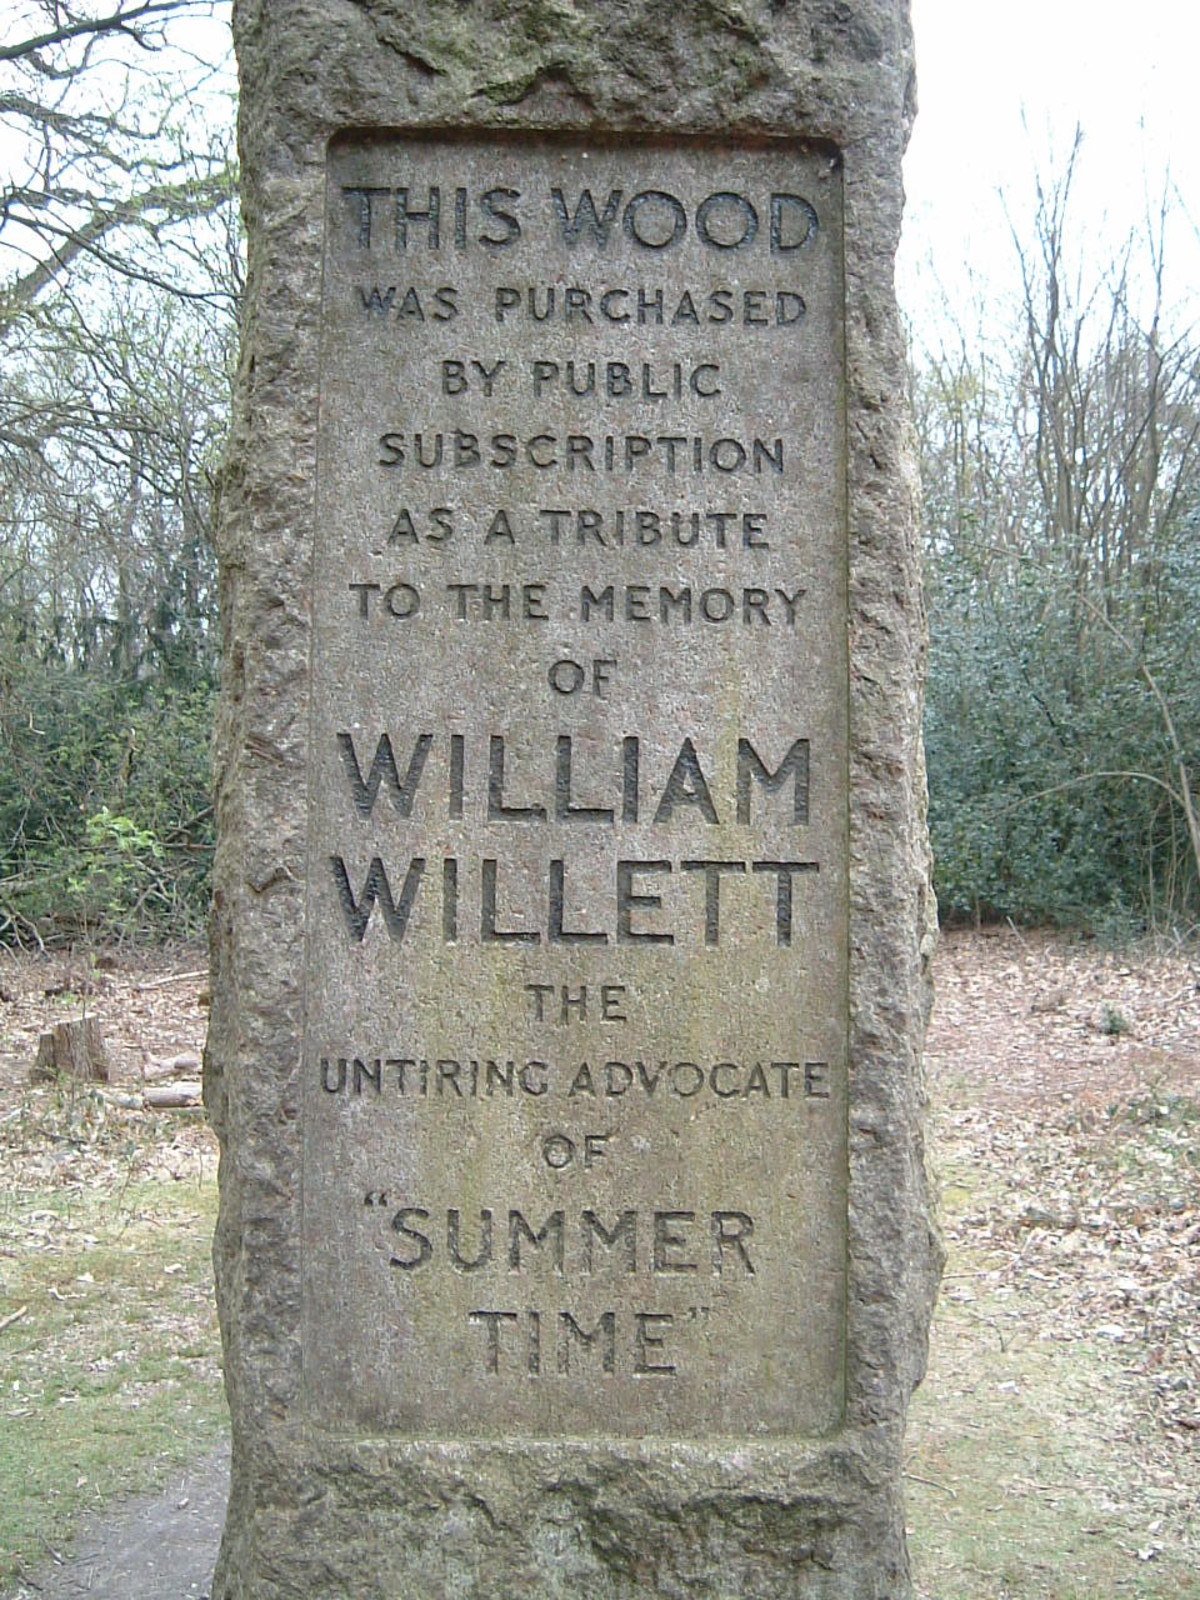 THIS WOOD
WAS PURCHASED
BY PUBLIC
SUBSCRIPTION
AS A TRIBUTE
TO THE MEMORY
OF
WILLIAM
WILLETT
THE
UNTIRING ADVOCATE
OF
“SUMMER
TIME”